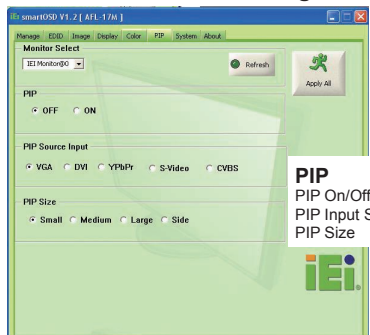 iEi smartOSD V1.2 [ AFL-17M ]
Manage EDID Image Display Color PIP System About
Monitor Select
IEI Monitor@0
Refresh
Apply All
PIP
OFF ON
PIP Source Input
VGA DVI YPbPr S-Video CVBS
PIP Size
Small Medium Large Side
PIP
PIP On/Off
PIP Input S
PIP Size
iEi